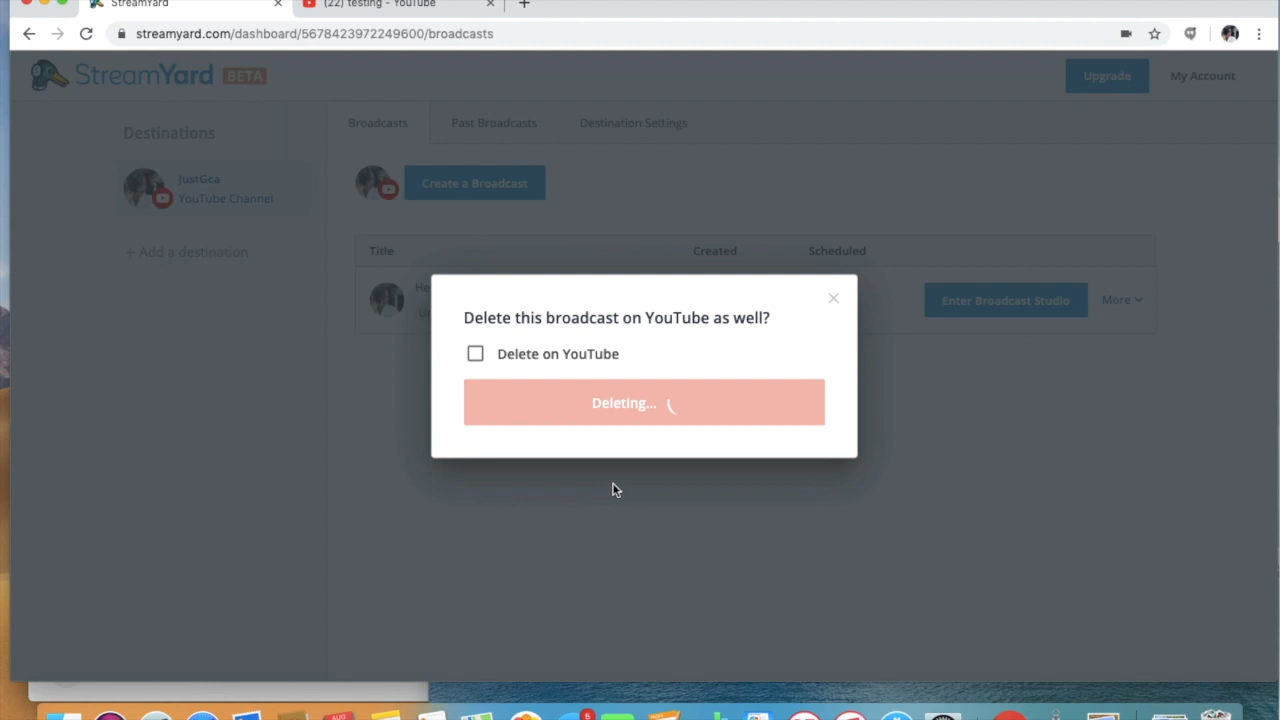 StreamYard
(22) testing - YouTube
streamyard.com/dashboard/5678423972249600/broadcasts
StreamYard BETA
Upgrade
My Account
Destinations
JustGca
YouTube Channel
+ Add a destination
Broadcasts
Past Broadcasts
Destination Settings
Create a Broadcast
Title
Created
Scheduled
Enter Broadcast Studio
More
Delete this broadcast on YouTube as well?
Delete on YouTube
Deleting...
AUG
6